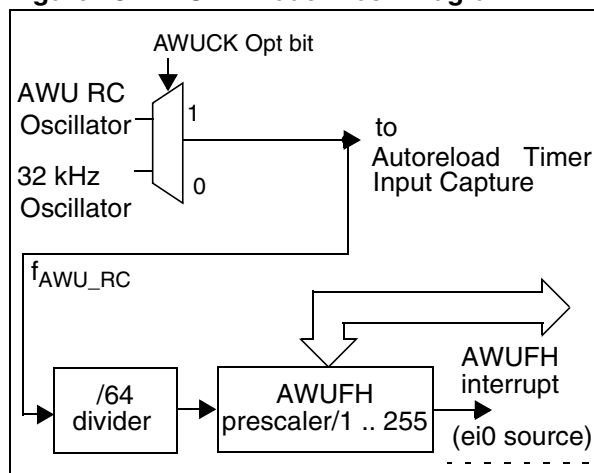 AWUCK Opt bit
AWU RC
Oscillator
1
to
Autoreload Timer
Input Capture
32 kHz
Oscillator
0
fAWU_RC
/64
divider
AWUFH
prescaler/1 .. 255
AWUFH
interrupt
(ei0 source)